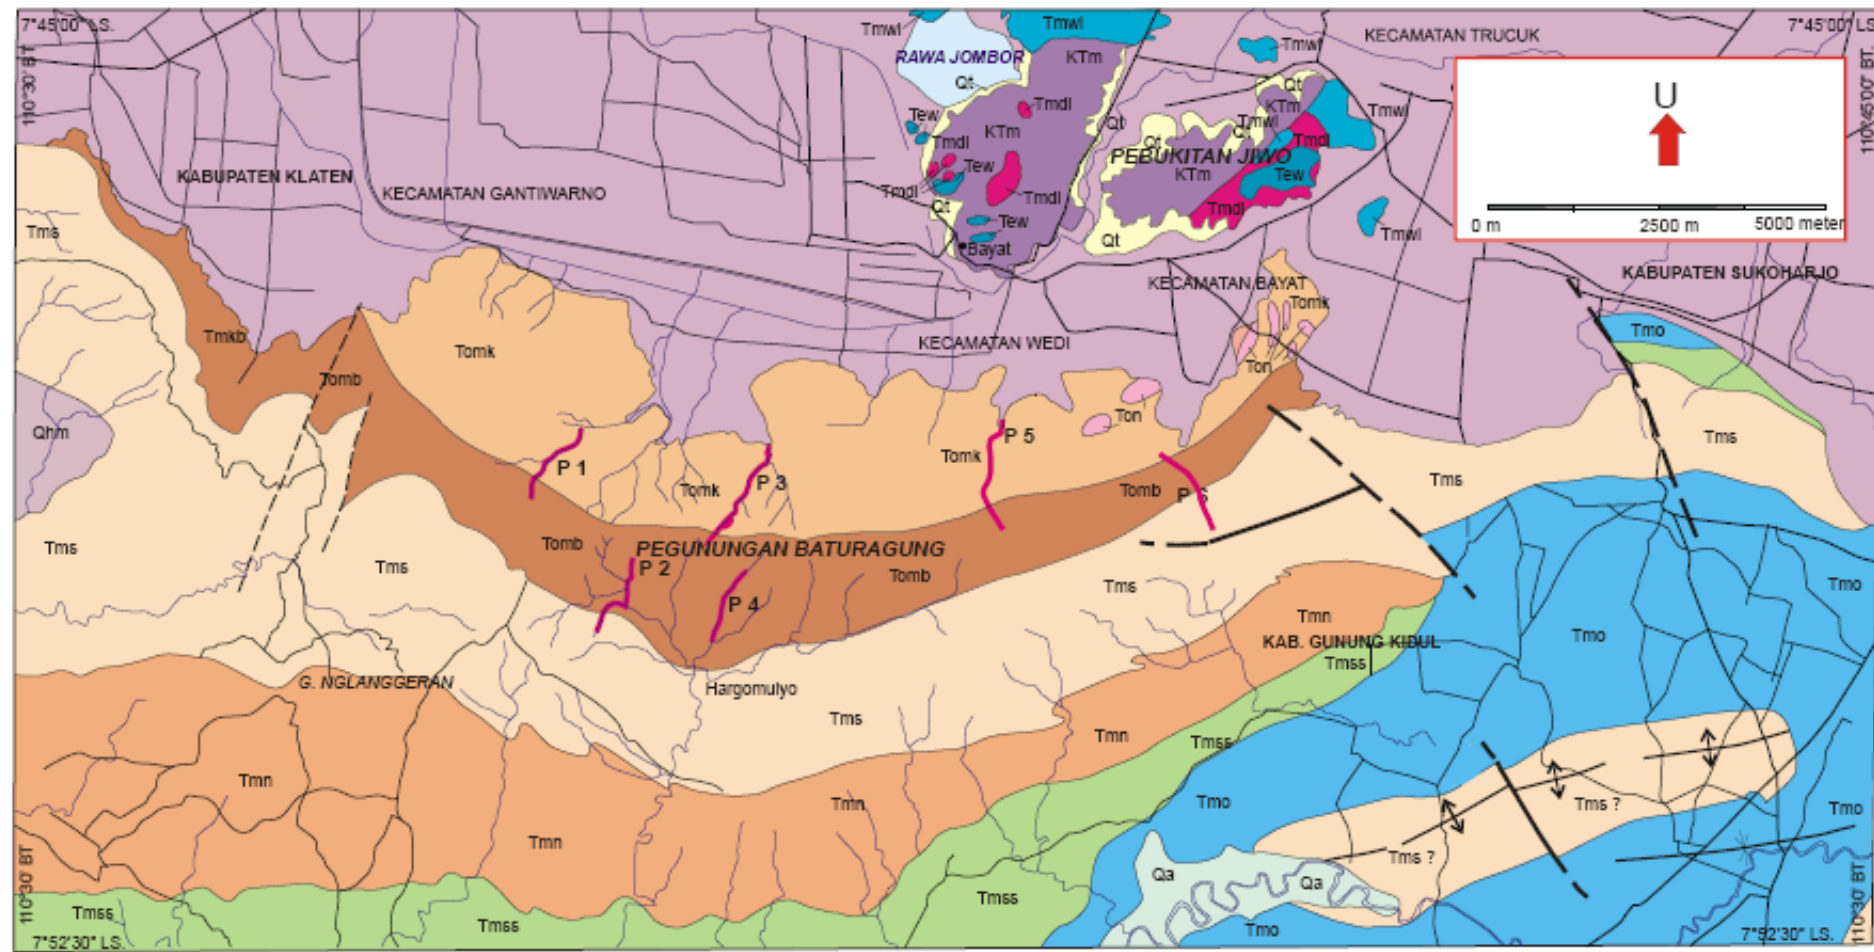 7°45'00" LS.
Tmwl
Tmwl
KECAMATAN TRUCUK
7°45'00" LS.
110°30' BT
RAWA JOMBOR
KTm
Tmwl
110°45'00" BT
Qt
Qt
U
Tmdl
KTm
Tmwl
Tew
KTm
Qt
Tmwl
Qt
Tmdl
Qt
Tmdl
PEBUKITAN JIWO
KABUPATEN KLATEN
KECAMATAN GANTIWARNO
Tew
KTm
Tew
Tmdl
Tmdl
Qt
Tmdl
0 m
2500 m
5000 meter
Tms
Tew
Bayat
Qt
Tmwl
KABUPATEN SUKOHARJO
KECAMATAN BAYAT
Tomk
Tmkb
Tomk
KECAMATAN WEDI
Tmo
Tomb
Ton
Qhm
Ton
P 5
Tms
P 1
Tomk
Tomk
P 3
Tomb
P 6
Tms
Tms
Tomb
PEGUNUNGAN BATURAGUNG
Tms
P 2
Tomb
Tms
Tmo
P 4
Tmn
Tmo
KAB. GUNUNG KIDUL
Tmss
G. NGLANGGERAN
Hargomulyo
Tms
Tmn
Tmss
Tmn
Tmn
Tmo
Tms ?
Tmo
Tmn
Tms ?
110°30' BT
Qa
Qa
110°30' BT
Tmss
Tmss
Tmss
Tmo
7°52'30" LS.
7°52'30" LS.